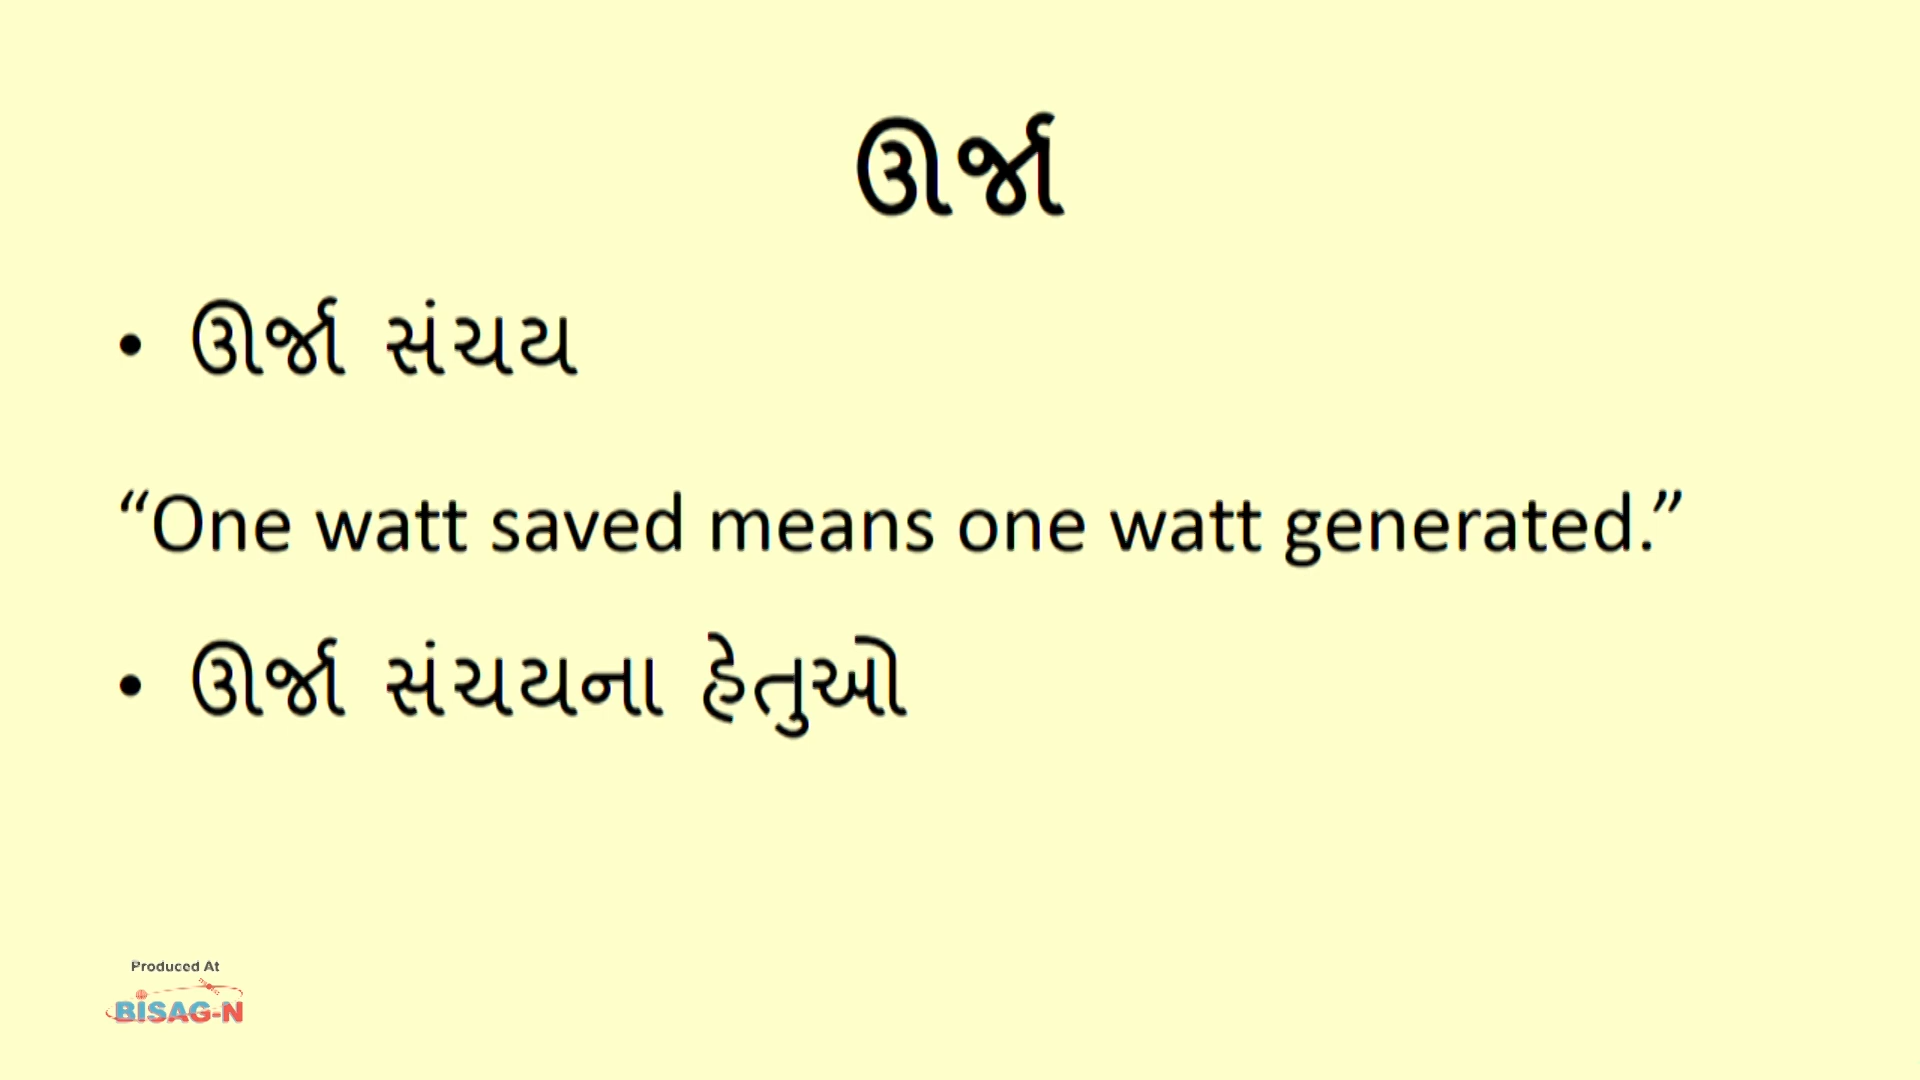 ઊર્જા
• ઊર્જા સંચય
“One watt saved means one watt generated.”
• ઊર્જા સંચયના હેતુઓ
Produced At
BISAG-N